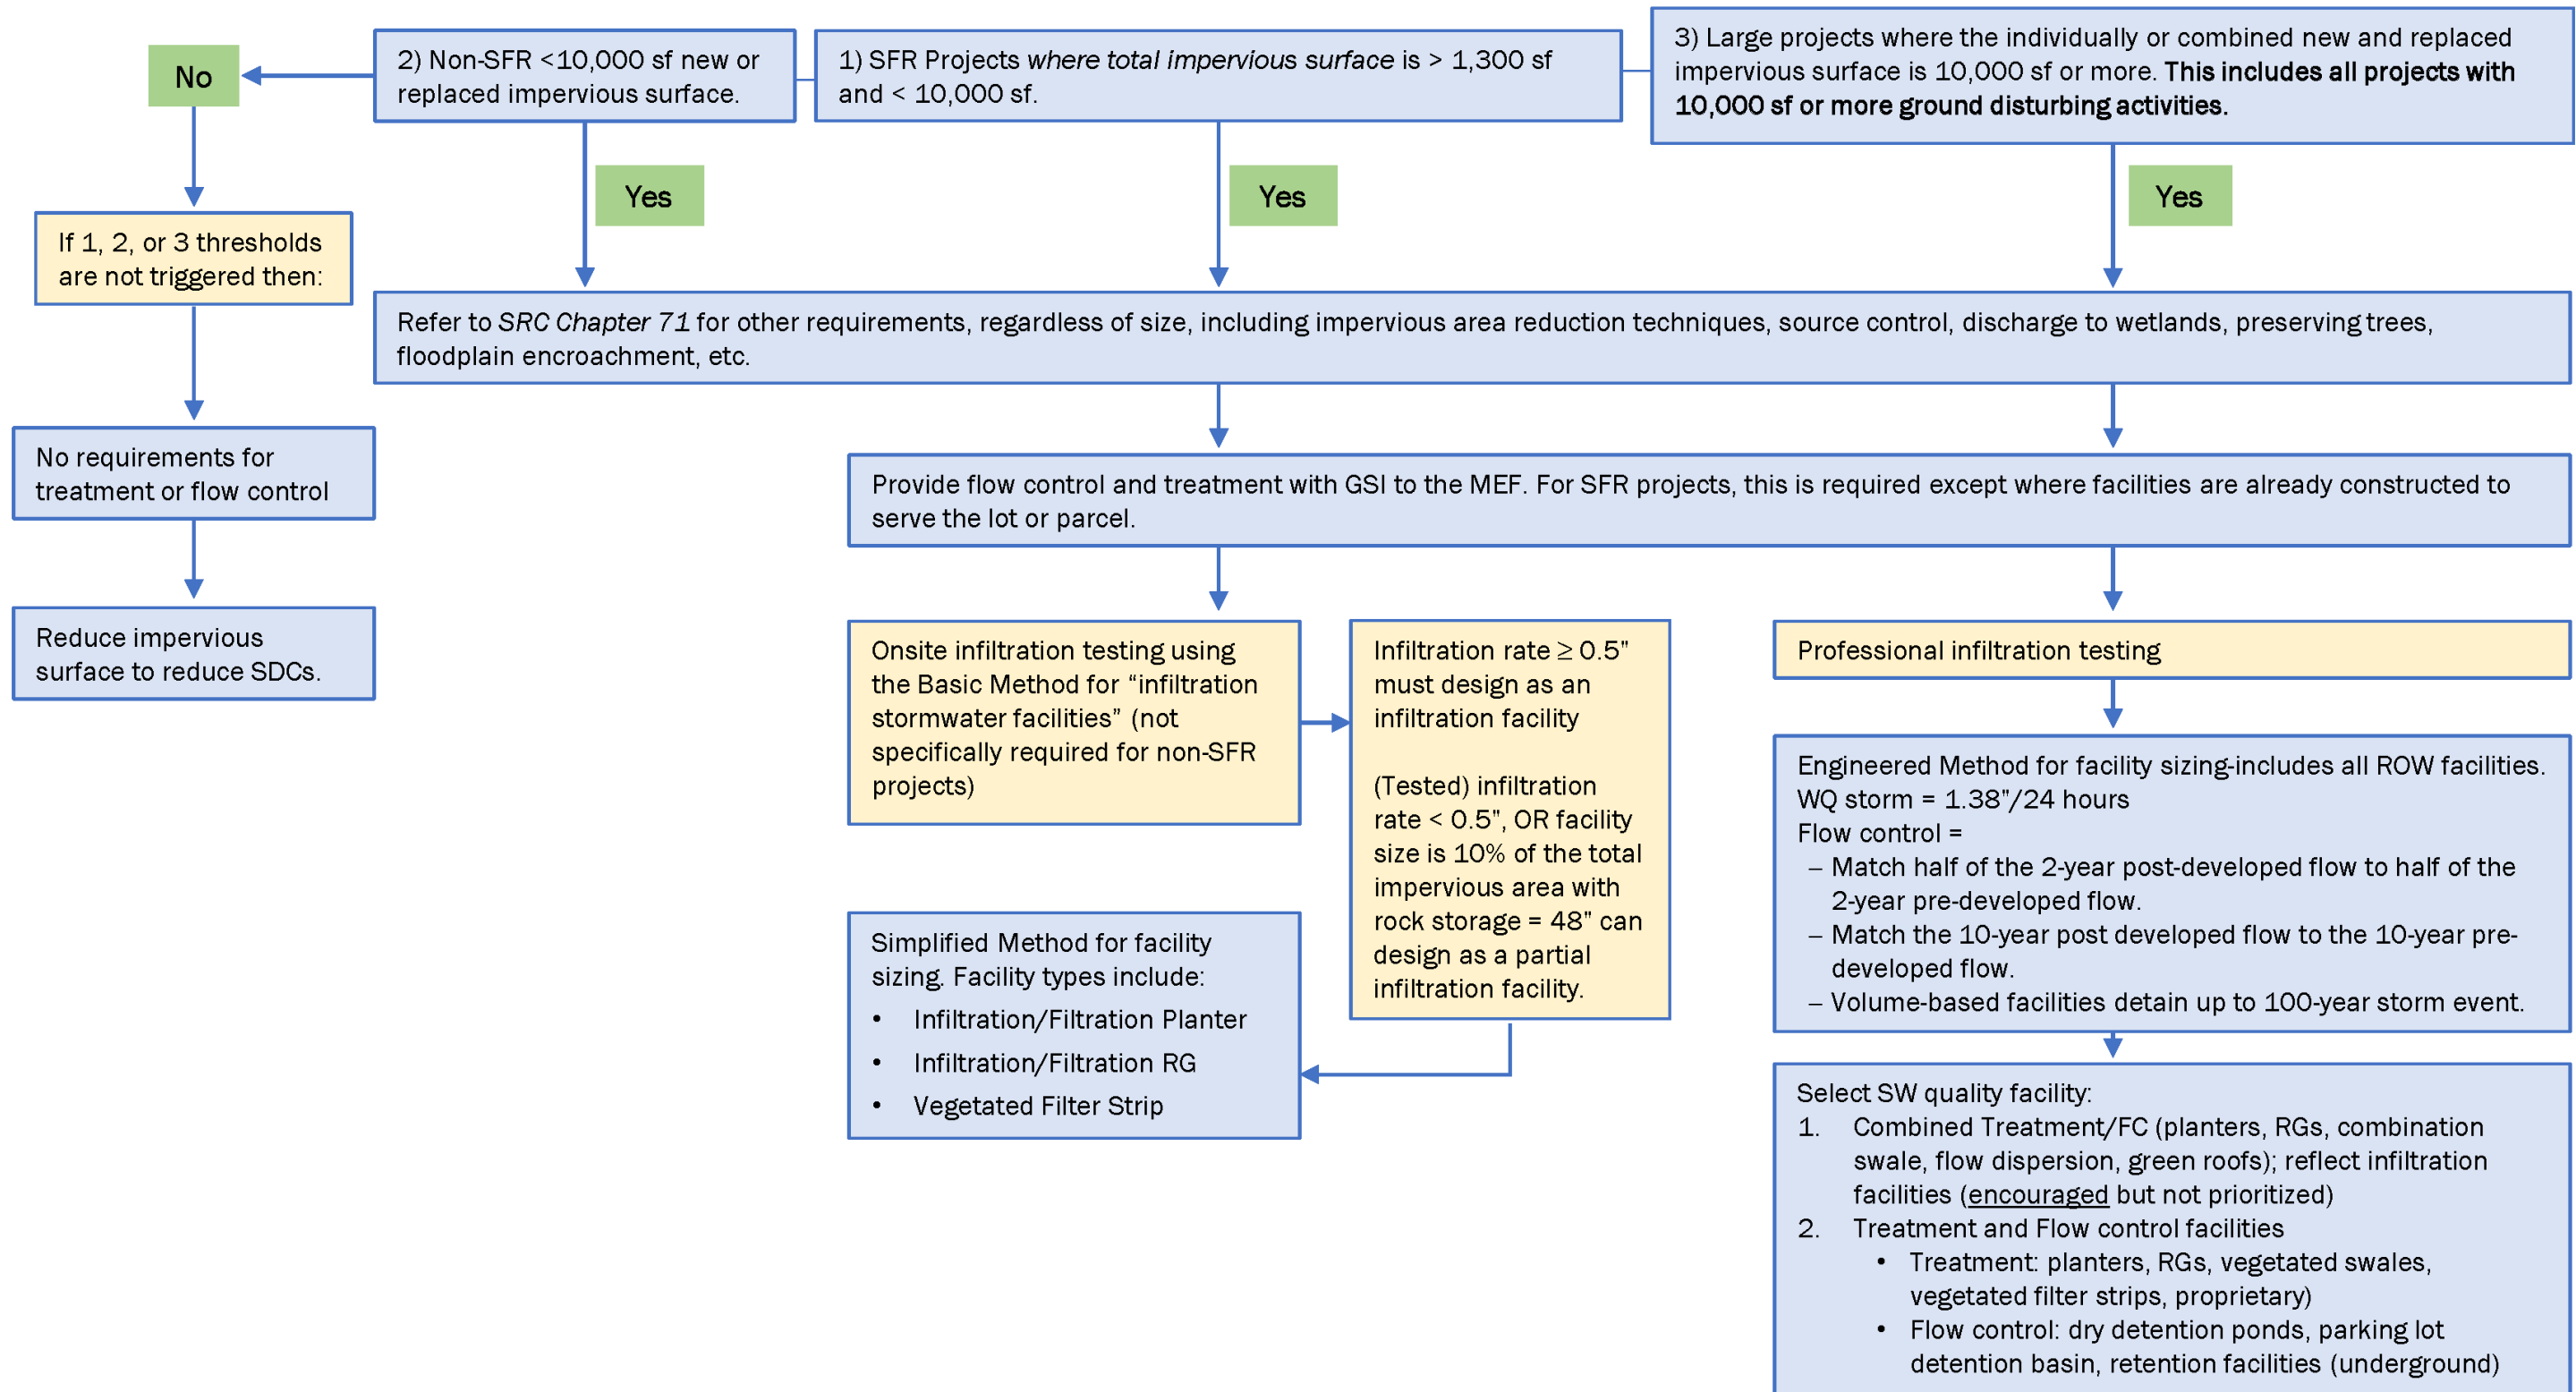 No
2) Non-SFR <10,000 sf new or
replaced impervious surface.
1) SFR Projects where total impervious surface is > 1,300 sf
and < 10,000 sf.
3) Large projects where the individually or combined new and replaced
impervious surface is 10,000 sf or more. This includes all projects with
10,000 sf or more ground disturbing activities.
Yes
Yes
Yes
If 1, 2, or 3 thresholds
are not triggered then:
Refer to SRC Chapter 71 for other requirements, regardless of size, including impervious area reduction techniques, source control, discharge to wetlands, preserving trees,
floodplain encroachment, etc.
No requirements for
treatment or flow control
Provide flow control and treatment with GSI to the MEF. For SFR projects, this is required except where facilities are already constructed to
serve the lot or parcel.
Reduce impervious
surface to reduce SDCs.
Onsite infiltration testing using
the Basic Method for “infiltration
stormwater facilities” (not
specifically required for non-SFR
projects)
Infiltration rate ≥ 0.5"
must design as an
infiltration facility
(Tested) infiltration
rate < 0.5", OR facility
size is 10% of the total
impervious area with
rock storage = 48" can
design as a partial
infiltration facility.
Simplified Method for facility
sizing. Facility types include:
• Infiltration/Filtration Planter
• Infiltration/Filtration RG
• Vegetated Filter Strip
Professional infiltration testing
Engineered Method for facility sizing-includes all ROW facilities.
WQ storm = 1.38"/24 hours
Flow control =
– Match half of the 2-year post-developed flow to half of the
2-year pre-developed flow.
– Match the 10-year post developed flow to the 10-year pre-
developed flow.
– Volume-based facilities detain up to 100-year storm event.
Select SW quality facility:
1. Combined Treatment/FC (planters, RGs, combination
swale, flow dispersion, green roofs); reflect infiltration
facilities (encouraged but not prioritized)
2. Treatment and Flow control facilities
• Treatment: planters, RGs, vegetated swales,
vegetated filter strips, proprietary)
• Flow control: dry detention ponds, parking lot
detention basin, retention facilities (underground)